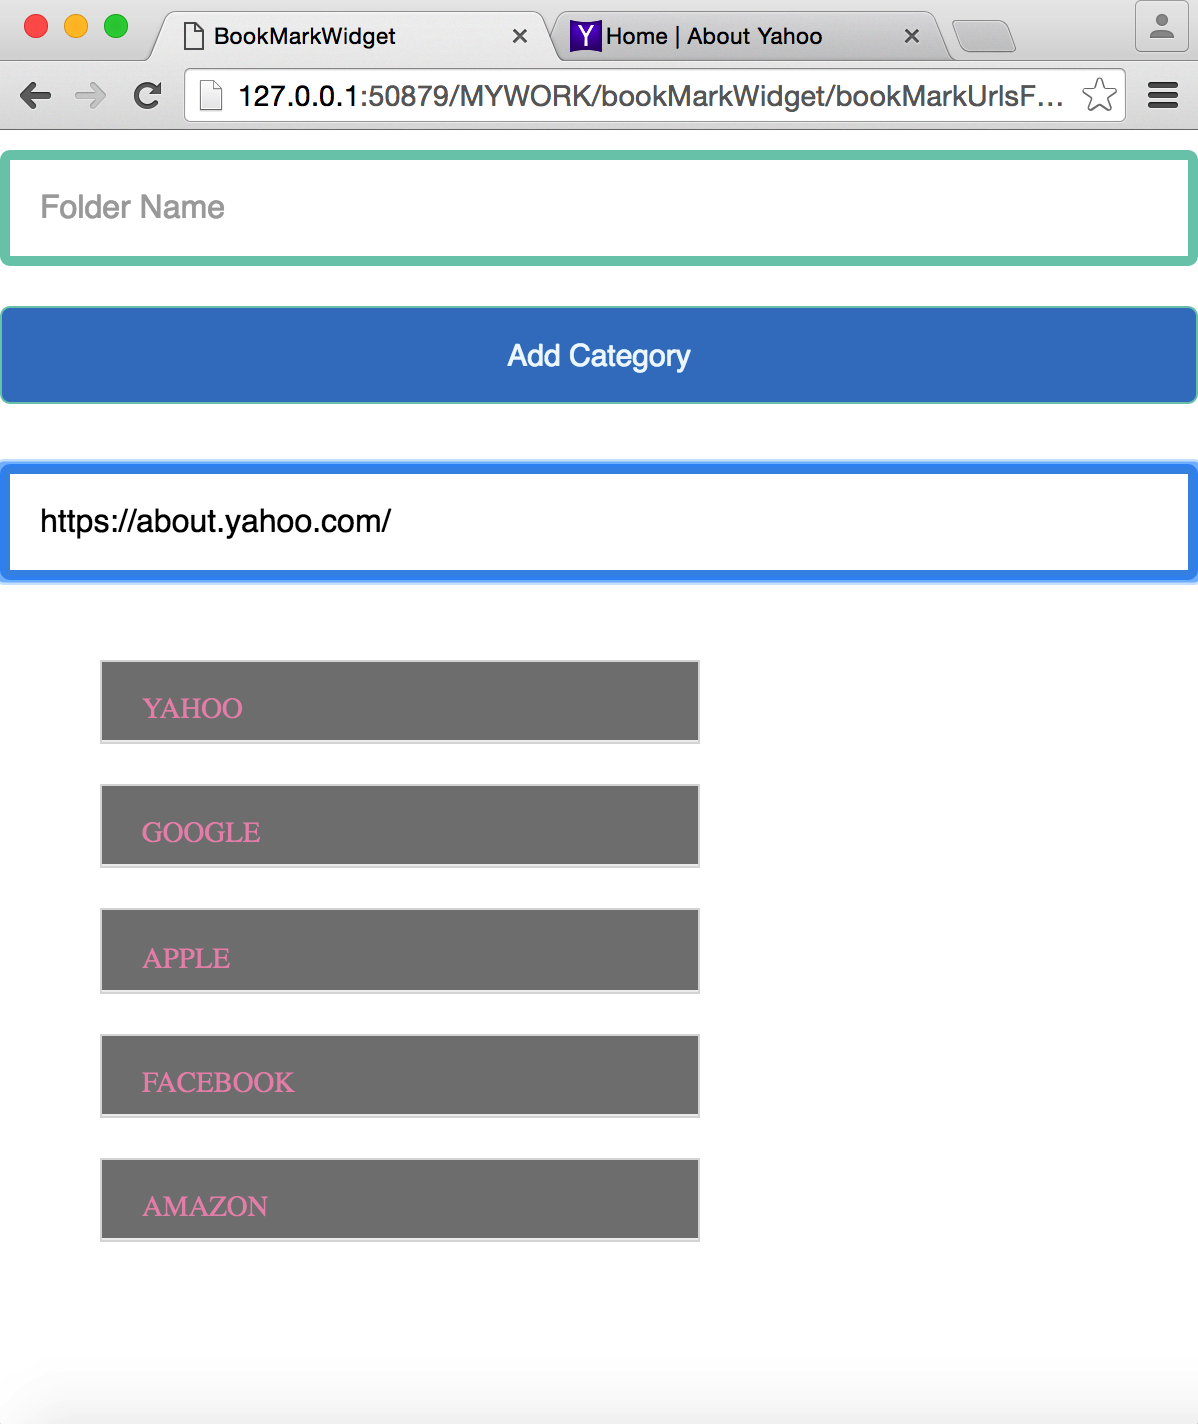 BookMarkWidget
Home | About Yahoo
127.0.0.1:50879/MYWORK/bookMarkWidget/bookMarkUrlsF...
Folder Name
Add Category
https://about.yahoo.com/
YAHOO
GOOGLE
APPLE
FACEBOOK
AMAZON